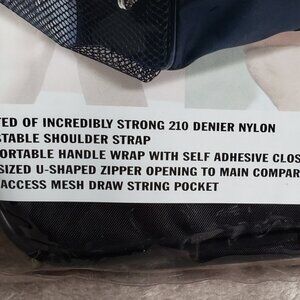 TED OF INCREDIBLY STRONG 210 DENIER NYLON
STABLE SHOULDER STRAP
ORTABLE HANDLE WRAP WITH SELF ADHESIVE CLOS
SIZED U-SHAPED ZIPPER OPENING TO MAIN COMPAR
ACCESS MESH DRAW STRING POCKET